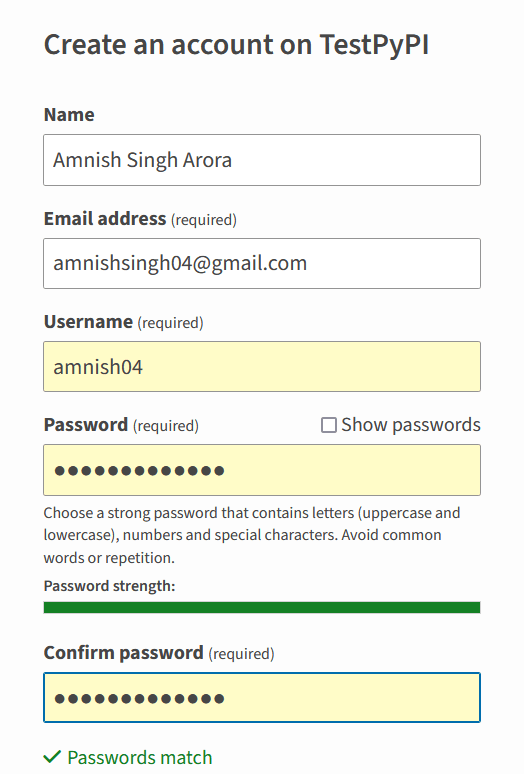 Create an account on TestPyPI
Name
Amnish Singh Arora
Email address (required)
amnishsingh04@gmail.com
Username (required)
amnish04
Password (required) Show passwords
●●●●●●●●●●●●●
Choose a strong password that contains letters (uppercase and
lowercase), numbers and special characters. Avoid common
words or repetition.
Password strength:
Confirm password (required)
●●●●●●●●●●●●●
Passwords match